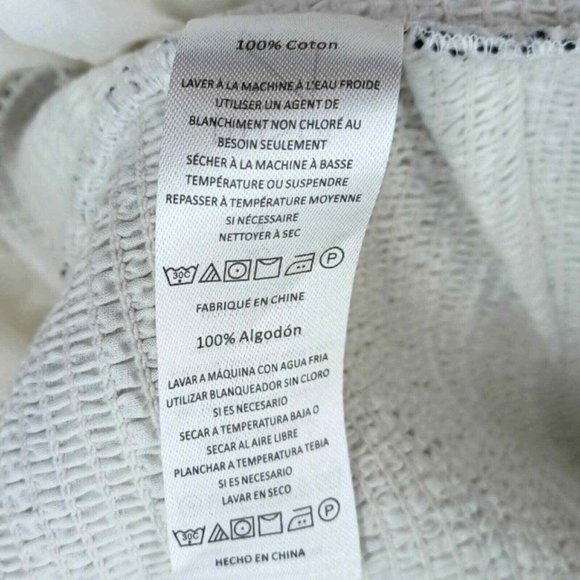 100% Coton
LAVER À LA MACHINE À L'EAU FROIDE
UTILISER UN AGENT DE
BLANCHIMENT NON CHLORÉ AU
BESOIN SEULEMENT
SÉCHER À LA MACHINE À BASSE
TEMPÉRATURE OU SUSPENDRE
REPASSER À TEMPÉRATURE MOYENNE
SI NÉCESSAIRE
NETTOYER À SEC
30C P
FABRIQUÉ EN CHINE
100% Algodón
LAVAR A MÁQUINA CON AGUA FRIA
UTILIZAR BLANQUEADOR SIN CLORO
SI ES NECESARIO
SECAR A TEMPERATURA BAJA O
SECAR AL AIRE LIBRE
PLANCHAR A TEMPERATURA TEBIA
SI ES NECESARIO
LAVAR EN SECO
30C P
HECHO EN CHINA